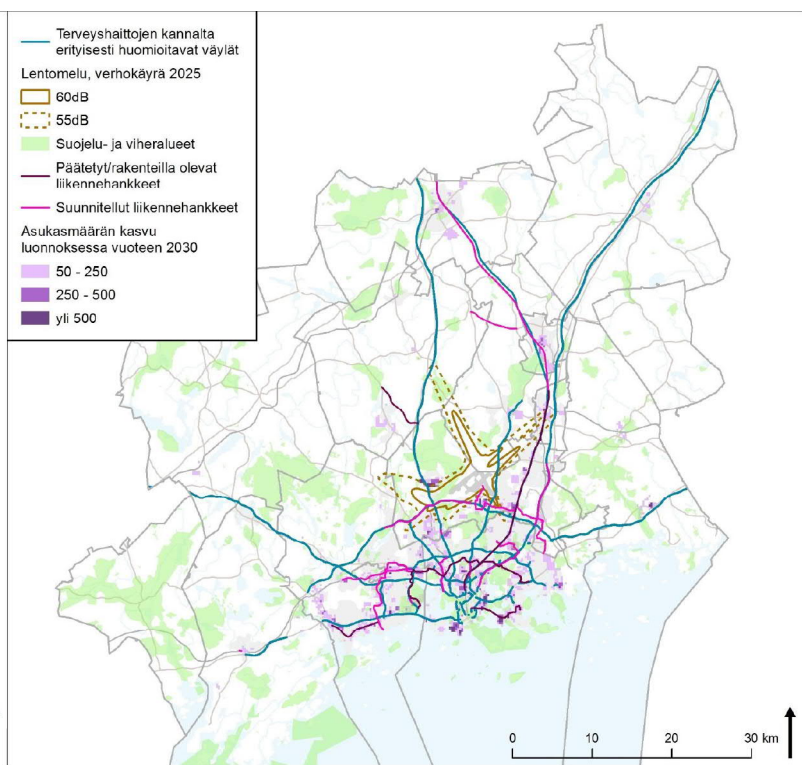 Terveyshaittojen kannalta
erityisesti huomioitavat väylät
Lentomelu, verhokäyrä 2025
60dB
55dB
Suojelu- ja viheralueet
Päätetyt/rakenteilla olevat
liikennehankkeet
Suunnitellut liikennehankkeet
Asukasmäärän kasvu
luonnoksessa vuoteen 2030
50 - 250
250 - 500
yli 500
0 10 20 30 km